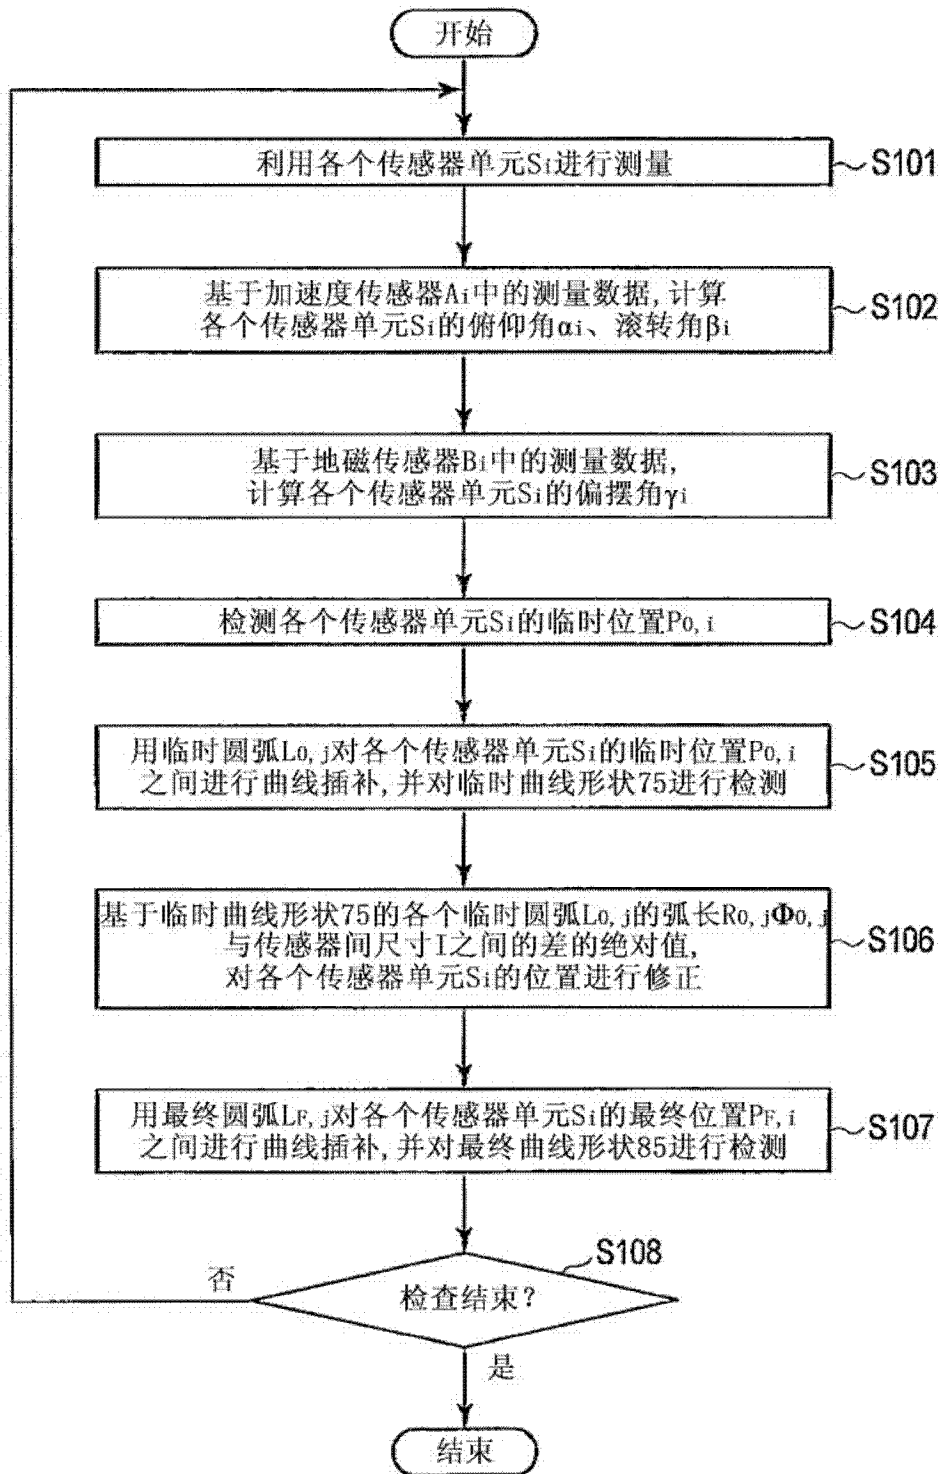 开始
利用各个传感器单元Si进行测量
S101
基于加速度传感器Ai中的测量数据,计算
各个传感器单元Si的俯仰角αi、滚转角βi
S102
基于地磁传感器Bi中的测量数据,
计算各个传感器单元Si的偏摆角γi
S103
检测各个传感器单元Si的临时位置P0,i
S104
用临时圆弧L0,j对各个传感器单元Si的临时位置P0,i
之间进行曲线插补,并对临时曲线形状75进行检测
S105
基于临时曲线形状75的各个临时圆弧L0,j的弧长R0,jΦ0,j
与传感器间尺寸I之间的差的绝对值,
对各个传感器单元Si的位置进行修正
S106
用最终圆弧LF,j对各个传感器单元Si的最终位置PF,i
之间进行曲线插补,并对最终曲线形状85进行检测
S107
S108
否
检查结束?
是
结束